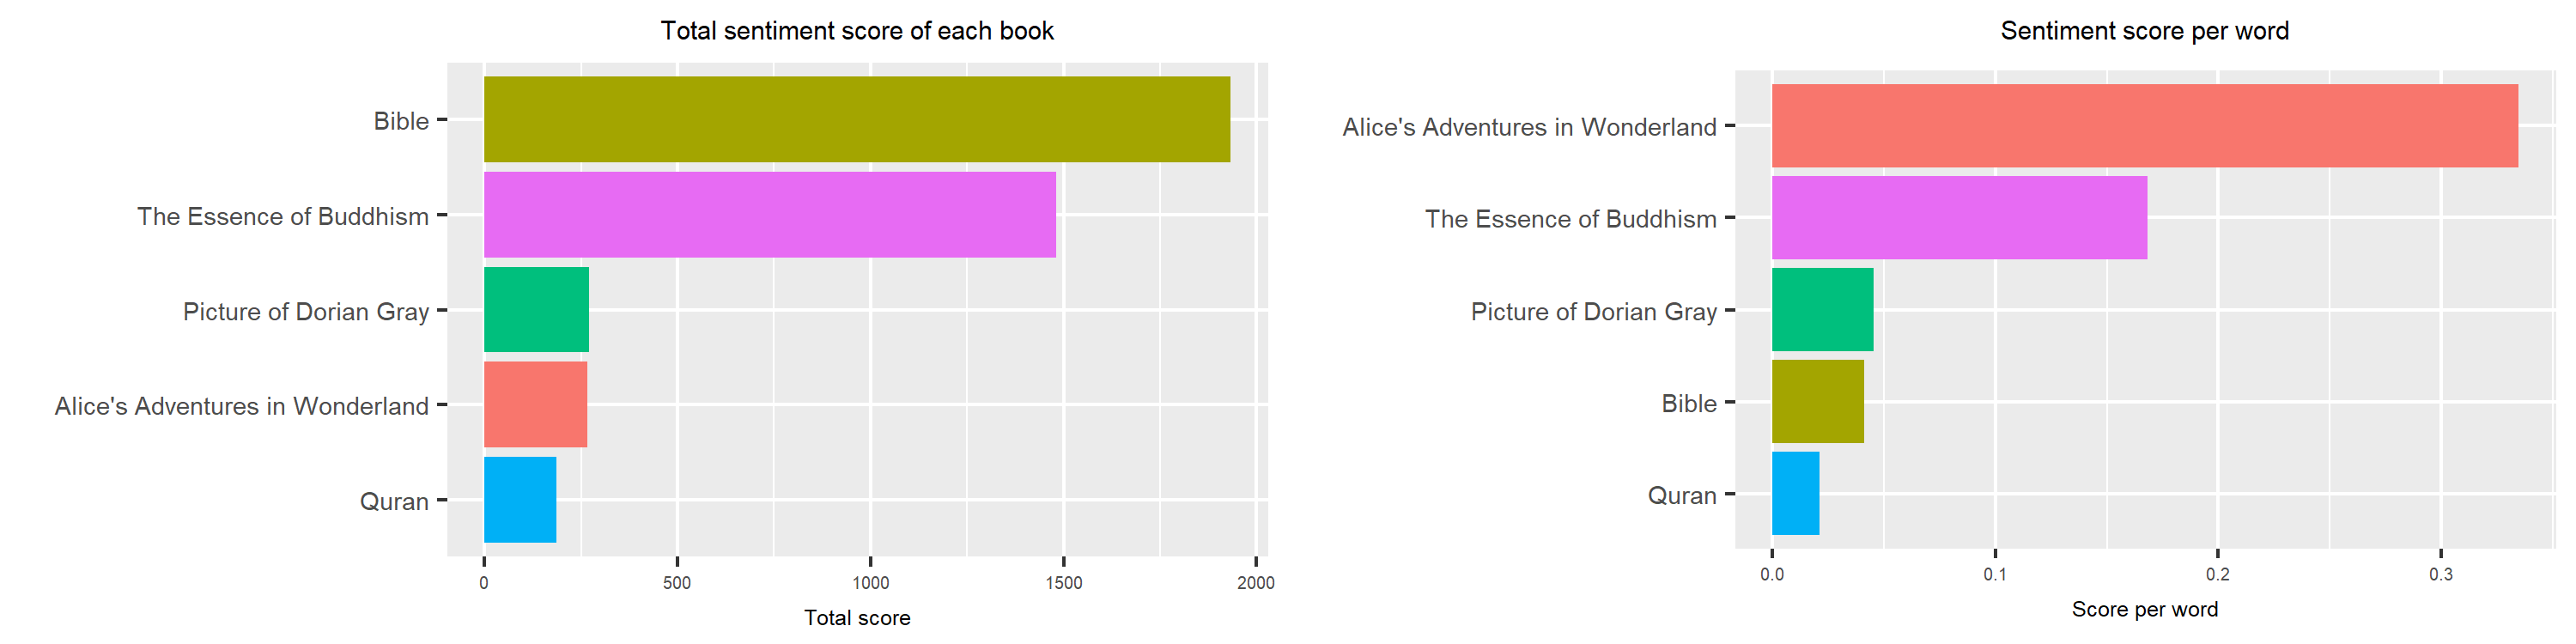 Total sentiment score of each book
Bible
The Essence of Buddhism
Picture of Dorian Gray
Alice's Adventures in Wonderland
Quran
0 500 1000 1500 2000
Total score
Sentiment score per word
Alice's Adventures in Wonderland
The Essence of Buddhism
Picture of Dorian Gray
Bible
Quran
0.0 0.1 0.2 0.3
Score per word